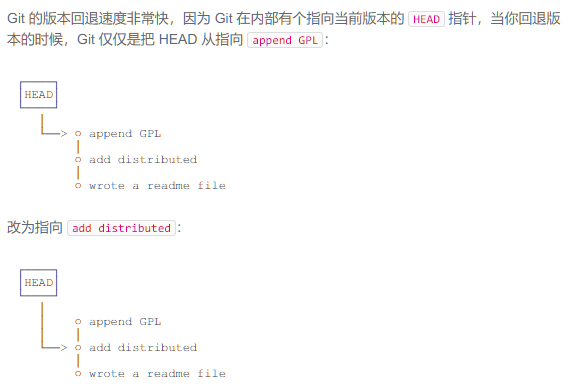 Git 的版本回退速度非常快，因为 Git 在内部有个指向当前版本的 HEAD 指针，当你回退版
本的时候，Git 仅仅是把 HEAD 从指向 append GPL：
HEAD
append GPL
add distributed
wrote a readme file
改为指向 add distributed：
HEAD
append GPL
add distributed
wrote a readme file